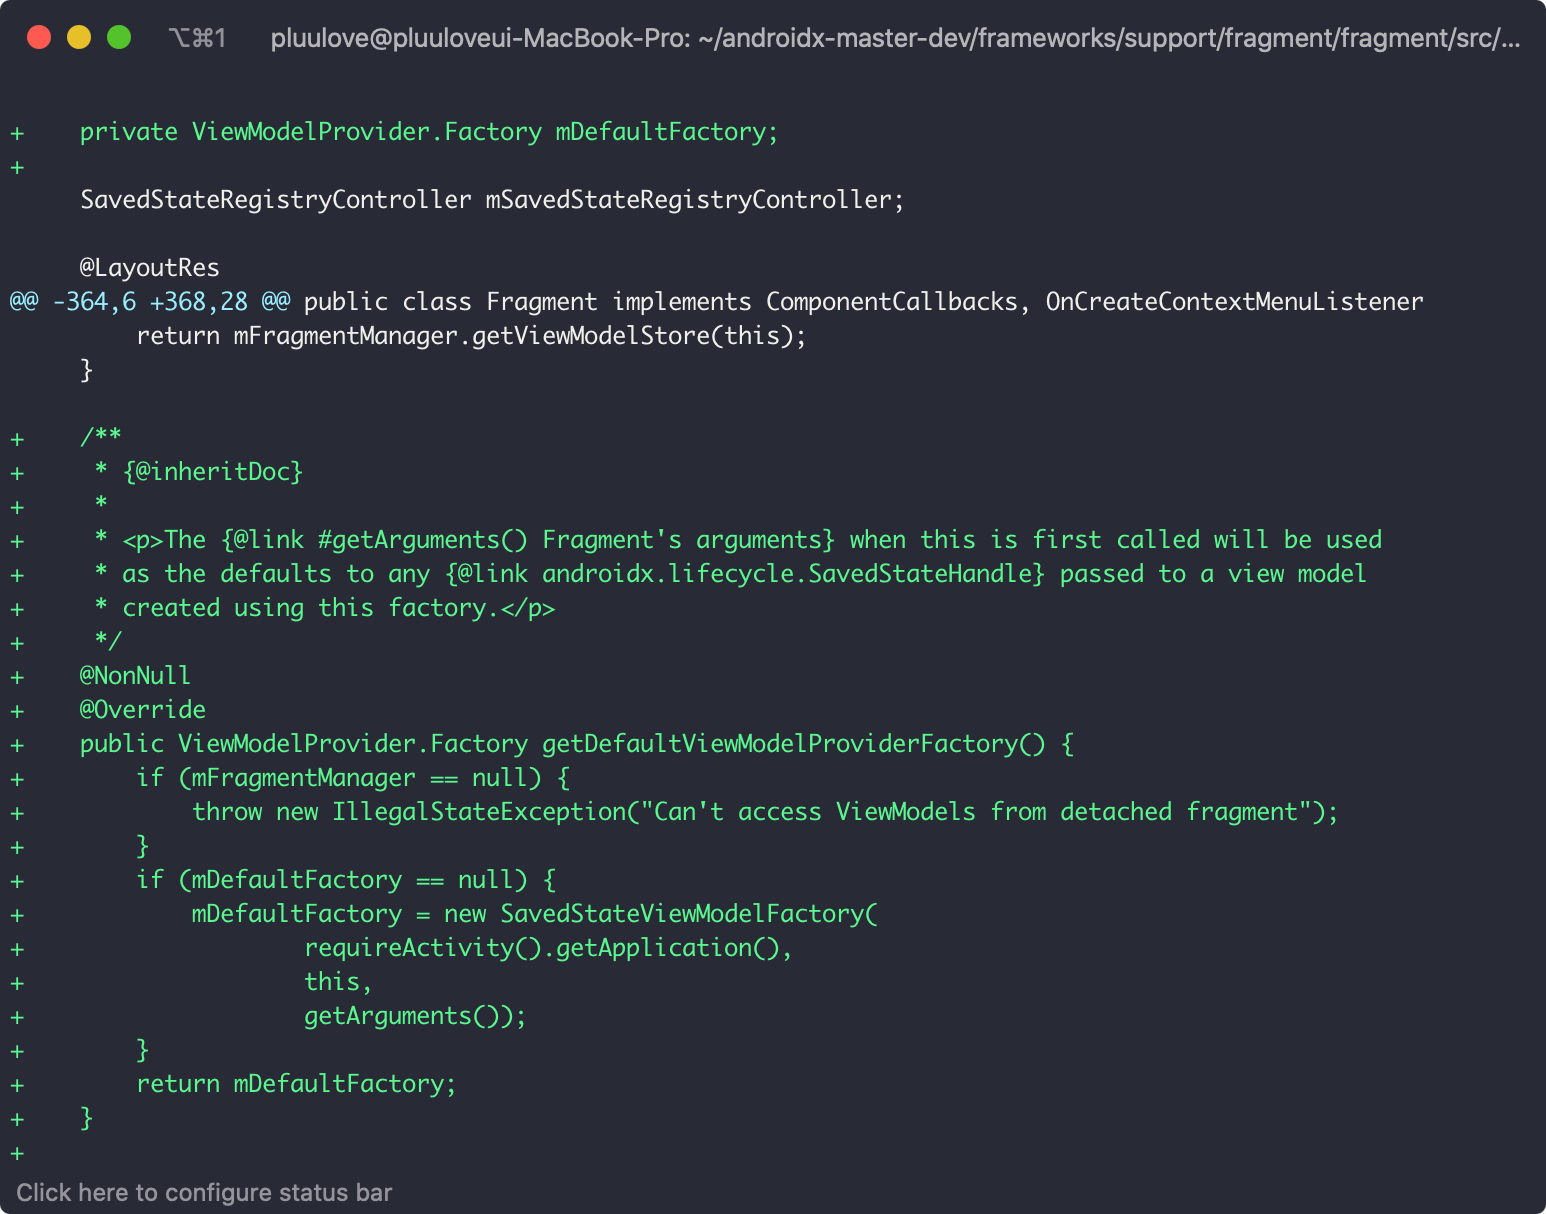 ⌥⌘1 pluulove@pluuloveui-MacBook-Pro: ~/androidx-master-dev/frameworks/support/fragment/fragment/src/...
+    private ViewModelProvider.Factory mDefaultFactory;
+
     SavedStateRegistryController mSavedStateRegistryController;
     @LayoutRes
@@ -364,6 +368,28 @@ public class Fragment implements ComponentCallbacks, OnCreateContextMenuListener
         return mFragmentManager.getViewModelStore(this);
     }
+    /**
+     * {@inheritDoc}
+     *
+     * <p>The {@link #getArguments() Fragment's arguments} when this is first called will be used
+     * as the defaults to any {@link androidx.lifecycle.SavedStateHandle} passed to a view model
+     * created using this factory.</p>
+     */
+    @NonNull
+    @Override
+    public ViewModelProvider.Factory getDefaultViewModelProviderFactory() {
+        if (mFragmentManager == null) {
+            throw new IllegalStateException("Can't access ViewModels from detached fragment");
+        }
+        if (mDefaultFactory == null) {
+            mDefaultFactory = new SavedStateViewModelFactory(
+                    requireActivity().getApplication(),
+                    this,
+                    getArguments());
+        }
+        return mDefaultFactory;
+    }
+
Click here to configure status bar